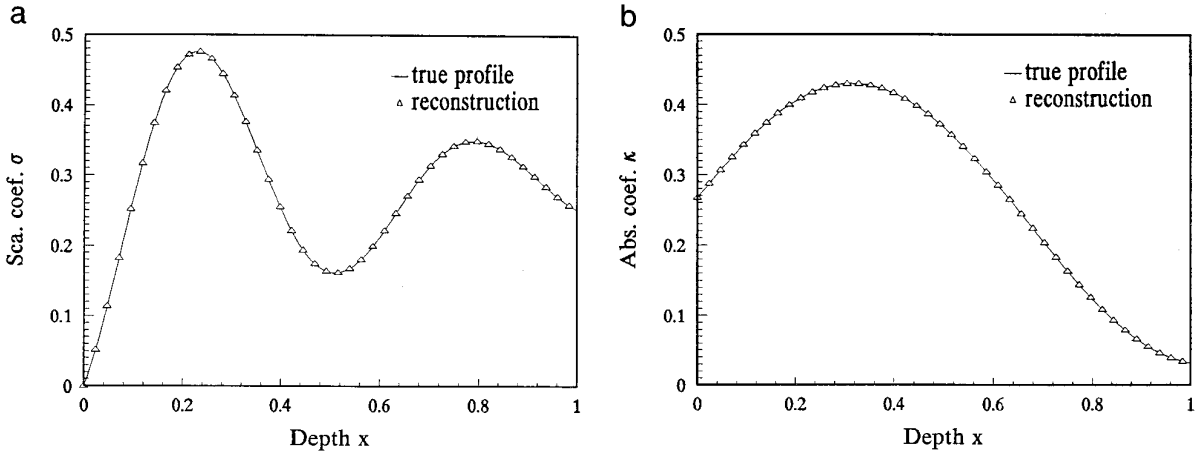 a
0.5
0.4
0.3
0.2
0.1
0
Sca. coef. σ
true profile
reconstruction
0
0.2
0.4
0.6
0.8
1
Depth x
b
0.5
0.4
0.3
0.2
0.1
0
Abs. coef. κ
true profile
reconstruction
0
0.2
0.4
0.6
0.8
1
Depth x